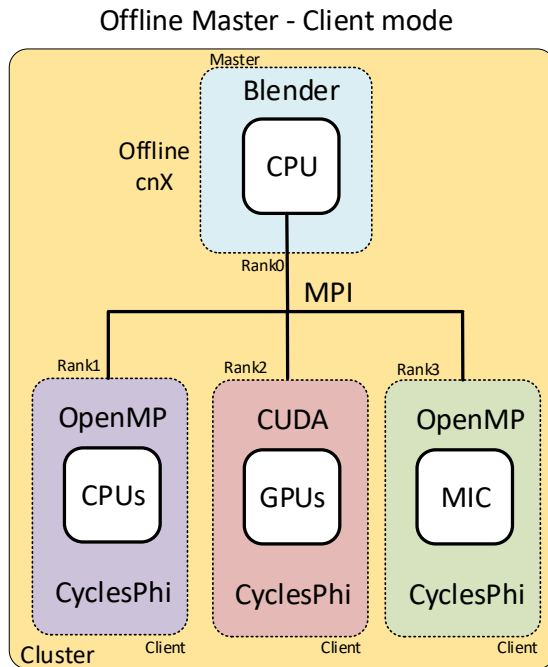 Offline Master - Client mode
Master
Blender
Offline
cnX
CPU
Rank0
MPI
Rank1
Rank2
Rank3
OpenMP
CUDA
OpenMP
CPUs
GPUs
MIC
CyclesPhi
CyclesPhi
CyclesPhi
Cluster
Client
Client
Client